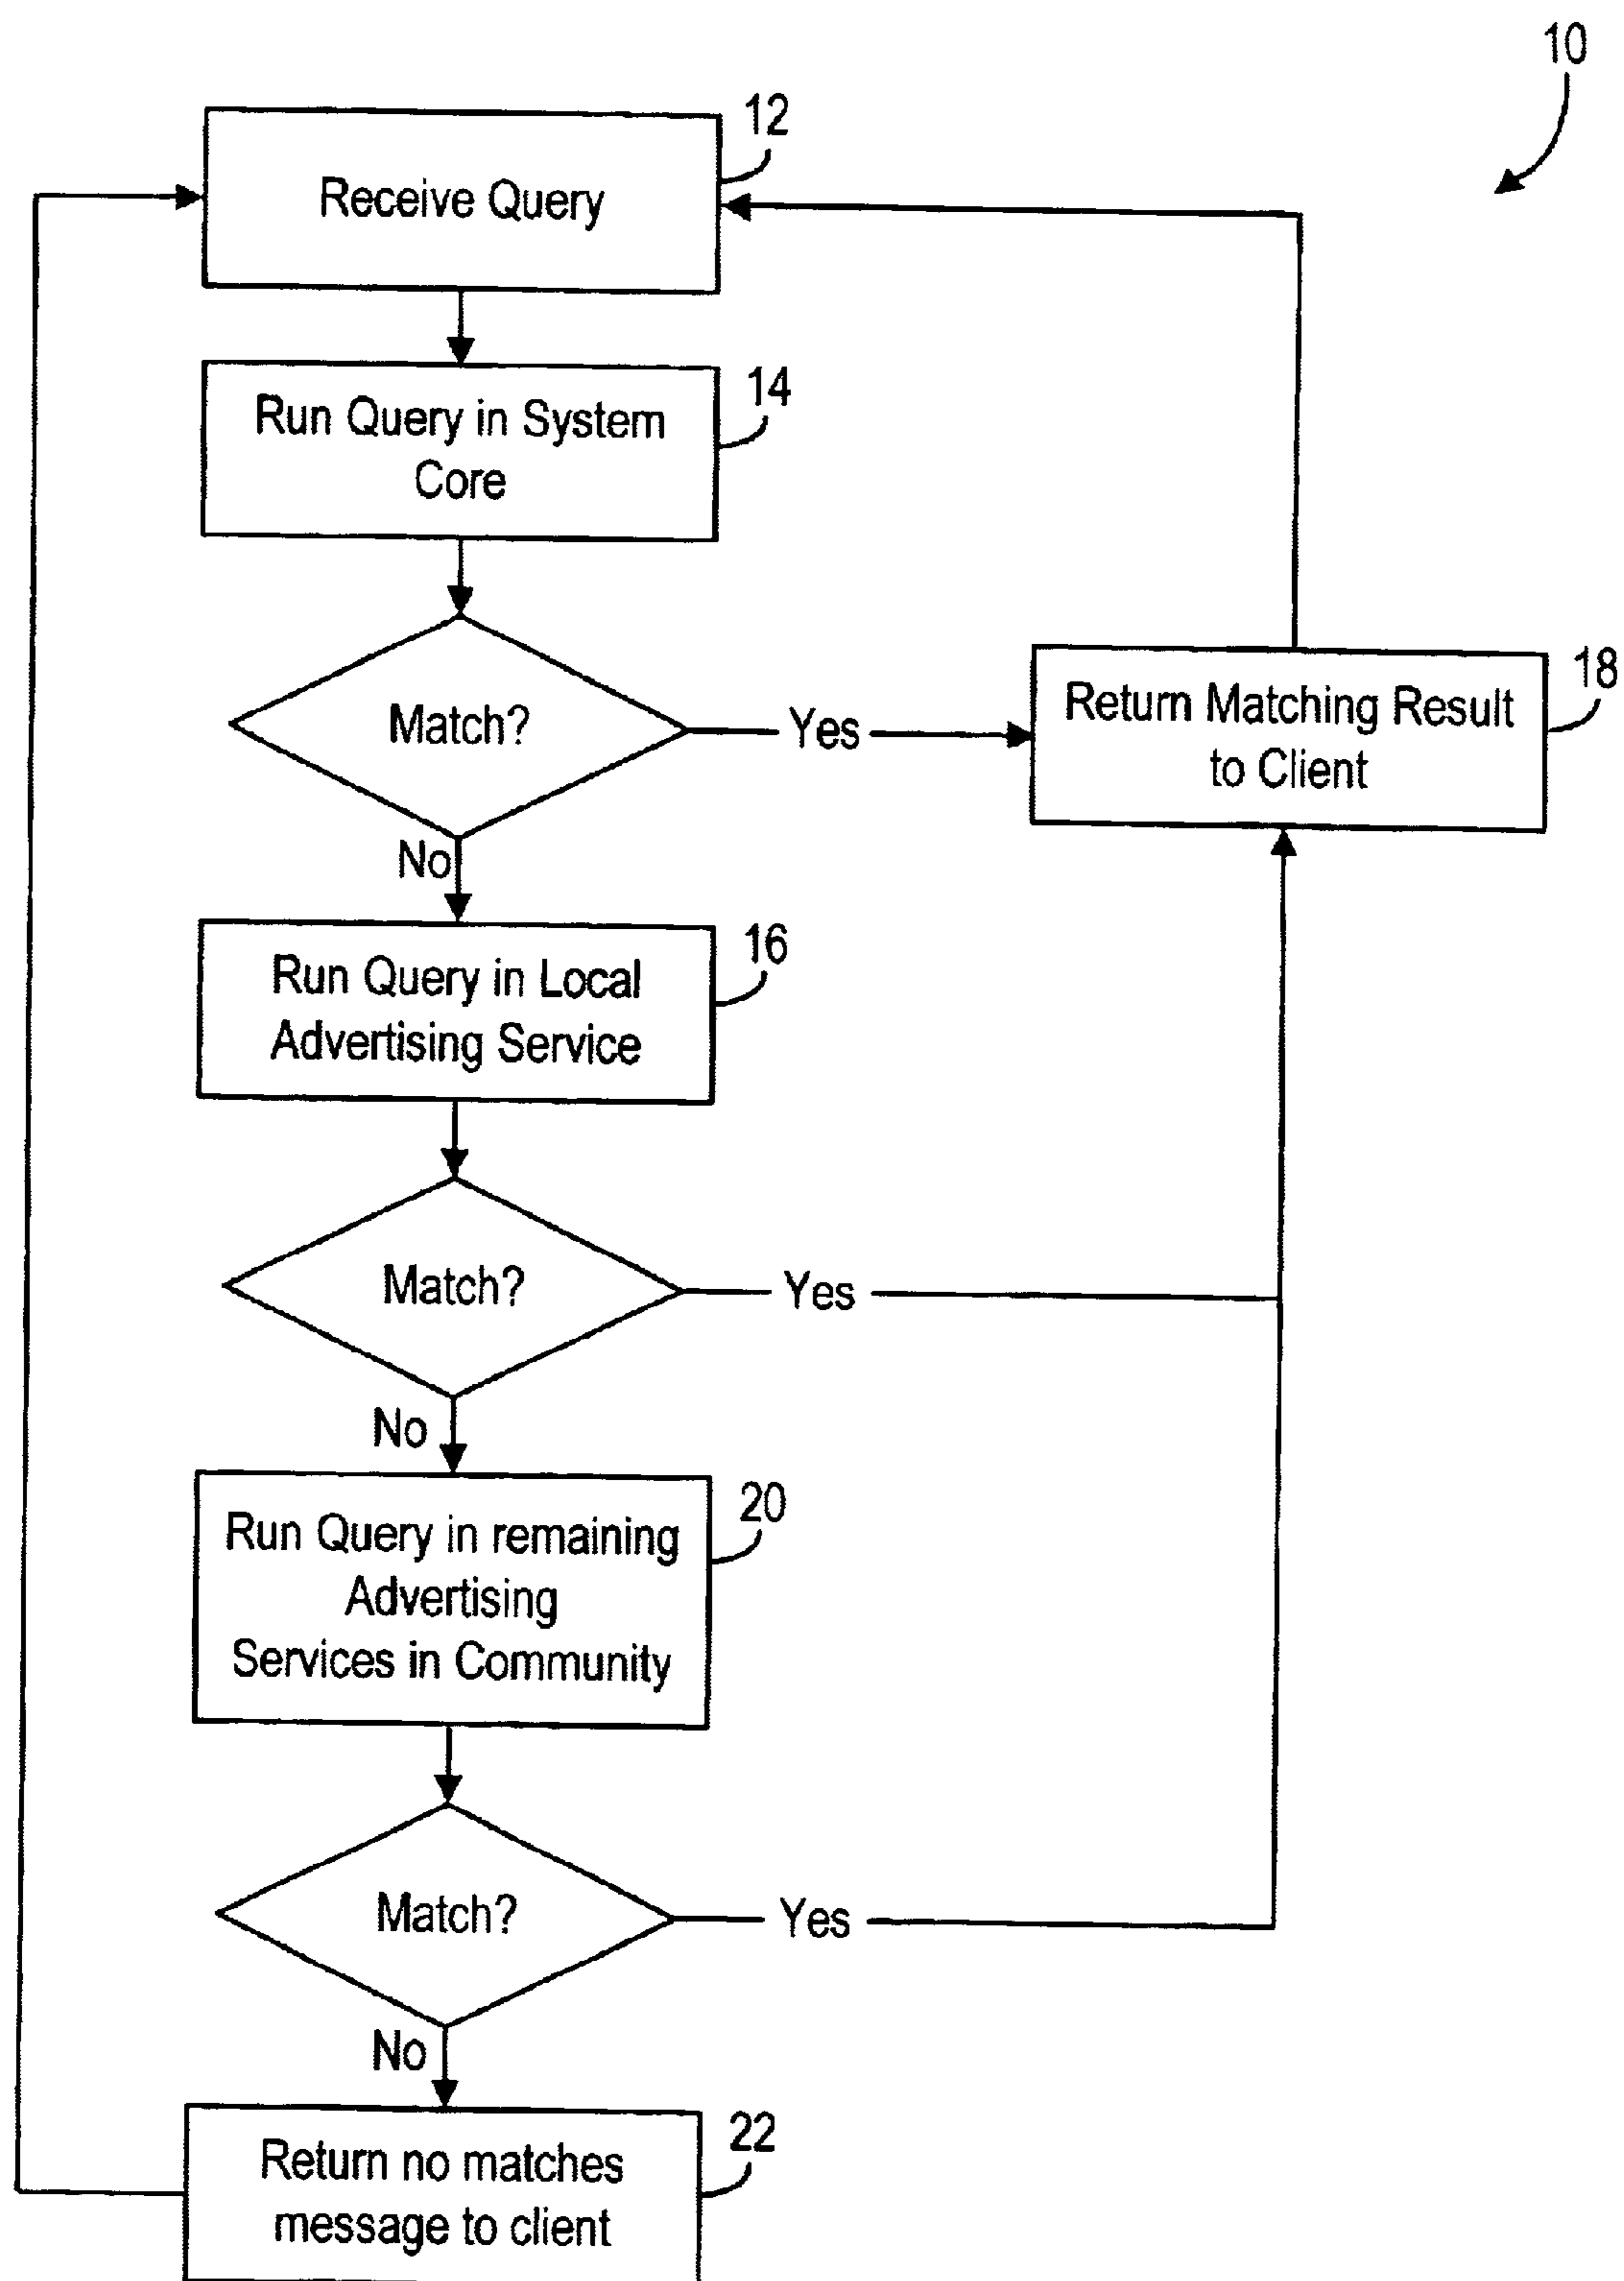 10
12
Receive Query
14
Run Query in System
Core
Match?
Yes
18
Return Matching Result
to Client
No
16
Run Query in Local
Advertising Service
Match?
Yes
No
20
Run Query in remaining
Advertising
Services in Community
Match?
Yes
No
22
Return no matches
message to client